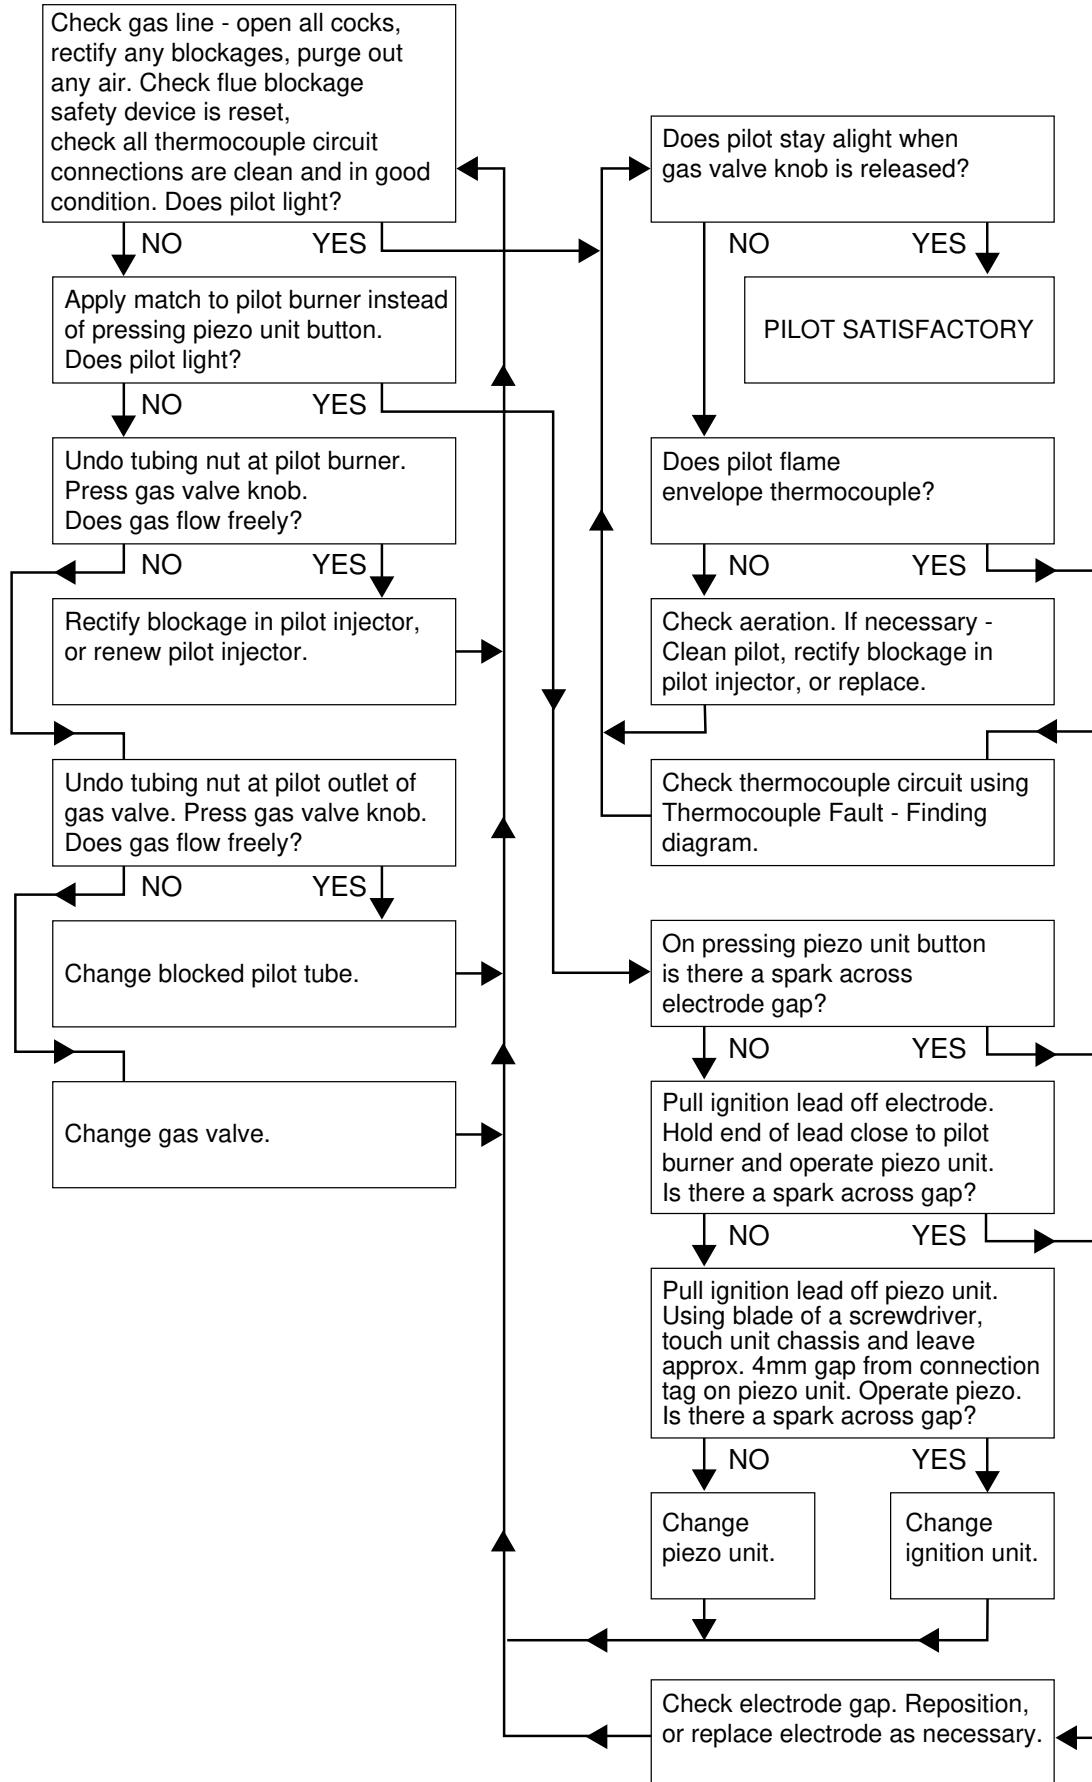 Check gas line - open all cocks,
rectify any blockages, purge out
any air. Check flue blockage
safety device is reset,
check all thermocouple circuit
connections are clean and in good
condition. Does pilot light?
NO
YES
Apply match to pilot burner instead
of pressing piezo unit button.
Does pilot light?
NO
YES
Undo tubing nut at pilot burner.
Press gas valve knob.
Does gas flow freely?
NO
YES
Rectify blockage in pilot injector,
or renew pilot injector.
Undo tubing nut at pilot outlet of
gas valve. Press gas valve knob.
Does gas flow freely?
NO
YES
Change blocked pilot tube.
Change gas valve.
Does pilot stay alight when
gas valve knob is released?
NO
YES
PILOT SATISFACTORY
Does pilot flame
envelope thermocouple?
NO
YES
Check aeration. If necessary -
Clean pilot, rectify blockage in
pilot injector, or replace.
Check thermocouple circuit using
Thermocouple Fault - Finding
diagram.
On pressing piezo unit button
is there a spark across
electrode gap?
NO
YES
Pull ignition lead off electrode.
Hold end of lead close to pilot
burner and operate piezo unit.
Is there a spark across gap?
NO
YES
Pull ignition lead off piezo unit.
Using blade of a screwdriver,
touch unit chassis and leave
approx. 4mm gap from connection
tag on piezo unit. Operate piezo.
Is there a spark across gap?
NO
YES
Change
piezo unit.
Change
ignition unit.
Check electrode gap. Reposition,
or replace electrode as necessary.